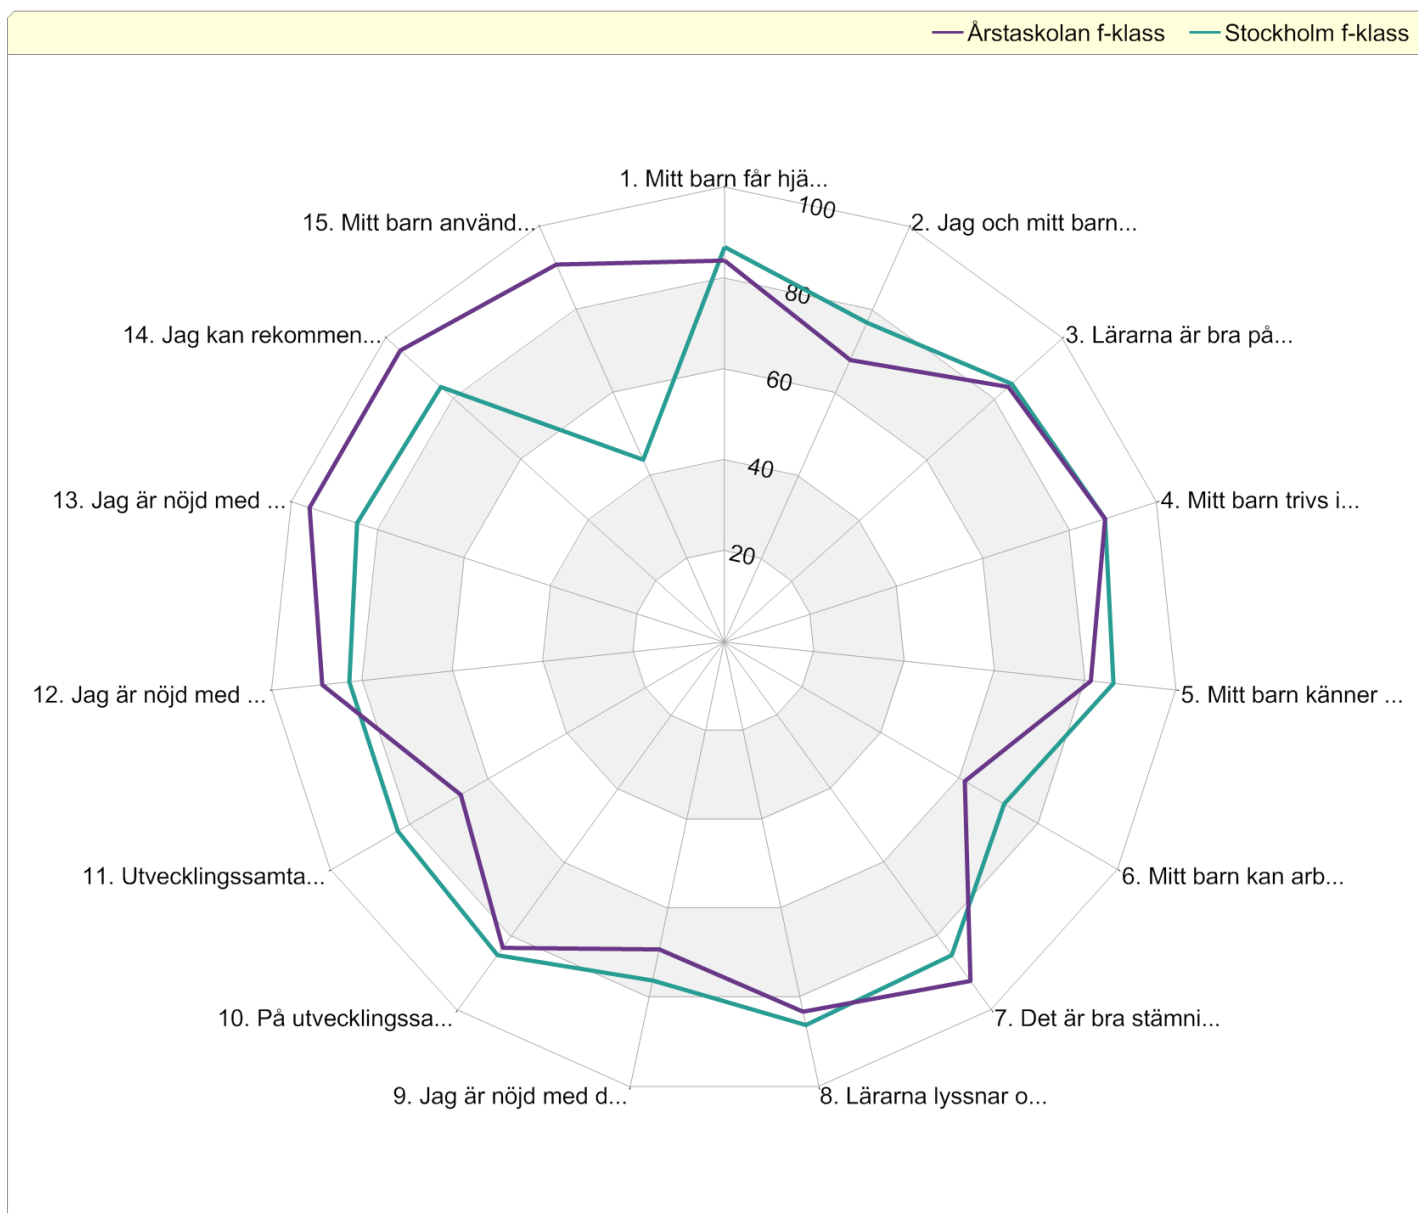 Årstaskolan f-klass
Stockholm f-klass
1. Mitt barn får hjä...
100
15. Mitt barn använd...
2. Jag och mitt barn...
80
14. Jag kan rekommen...
3. Lärarna är bra på...
60
40
13. Jag är nöjd med ...
4. Mitt barn trivs i...
20
12. Jag är nöjd med ...
5. Mitt barn känner ...
11. Utvecklingssamta...
6. Mitt barn kan arb...
10. På utvecklingssa...
7. Det är bra stämni...
9. Jag är nöjd med d...
8. Lärarna lyssnar o...